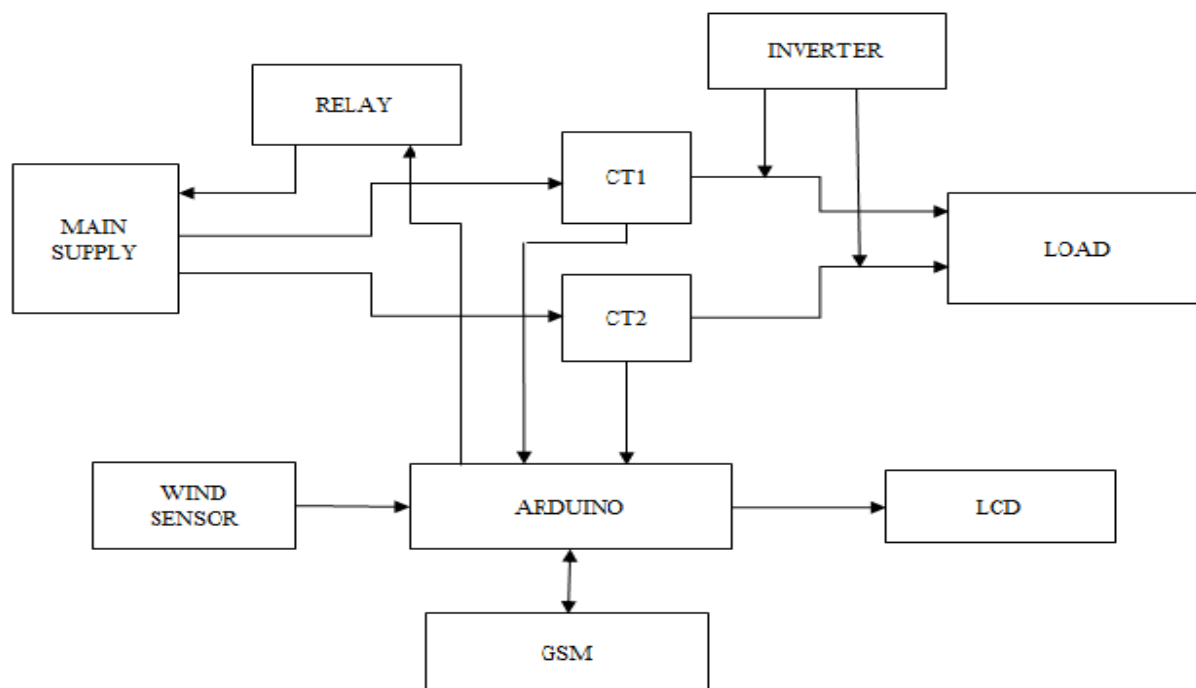 INVERTER
RELAY
MAIN
SUPPLY
CT1
LOAD
CT2
WIND
SENSOR
ARDUINO
LCD
GSM